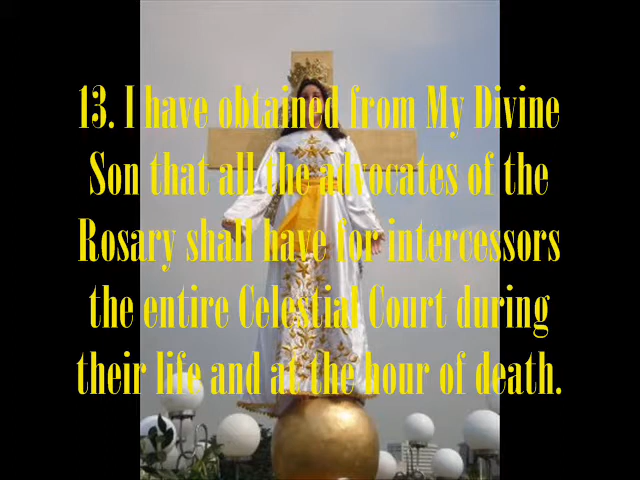 13. I have obtained from My Divine
Son that all the advocates of the
Rosary shall have for intercessors
the entire Celestial Court during
their life and at the hour of death.